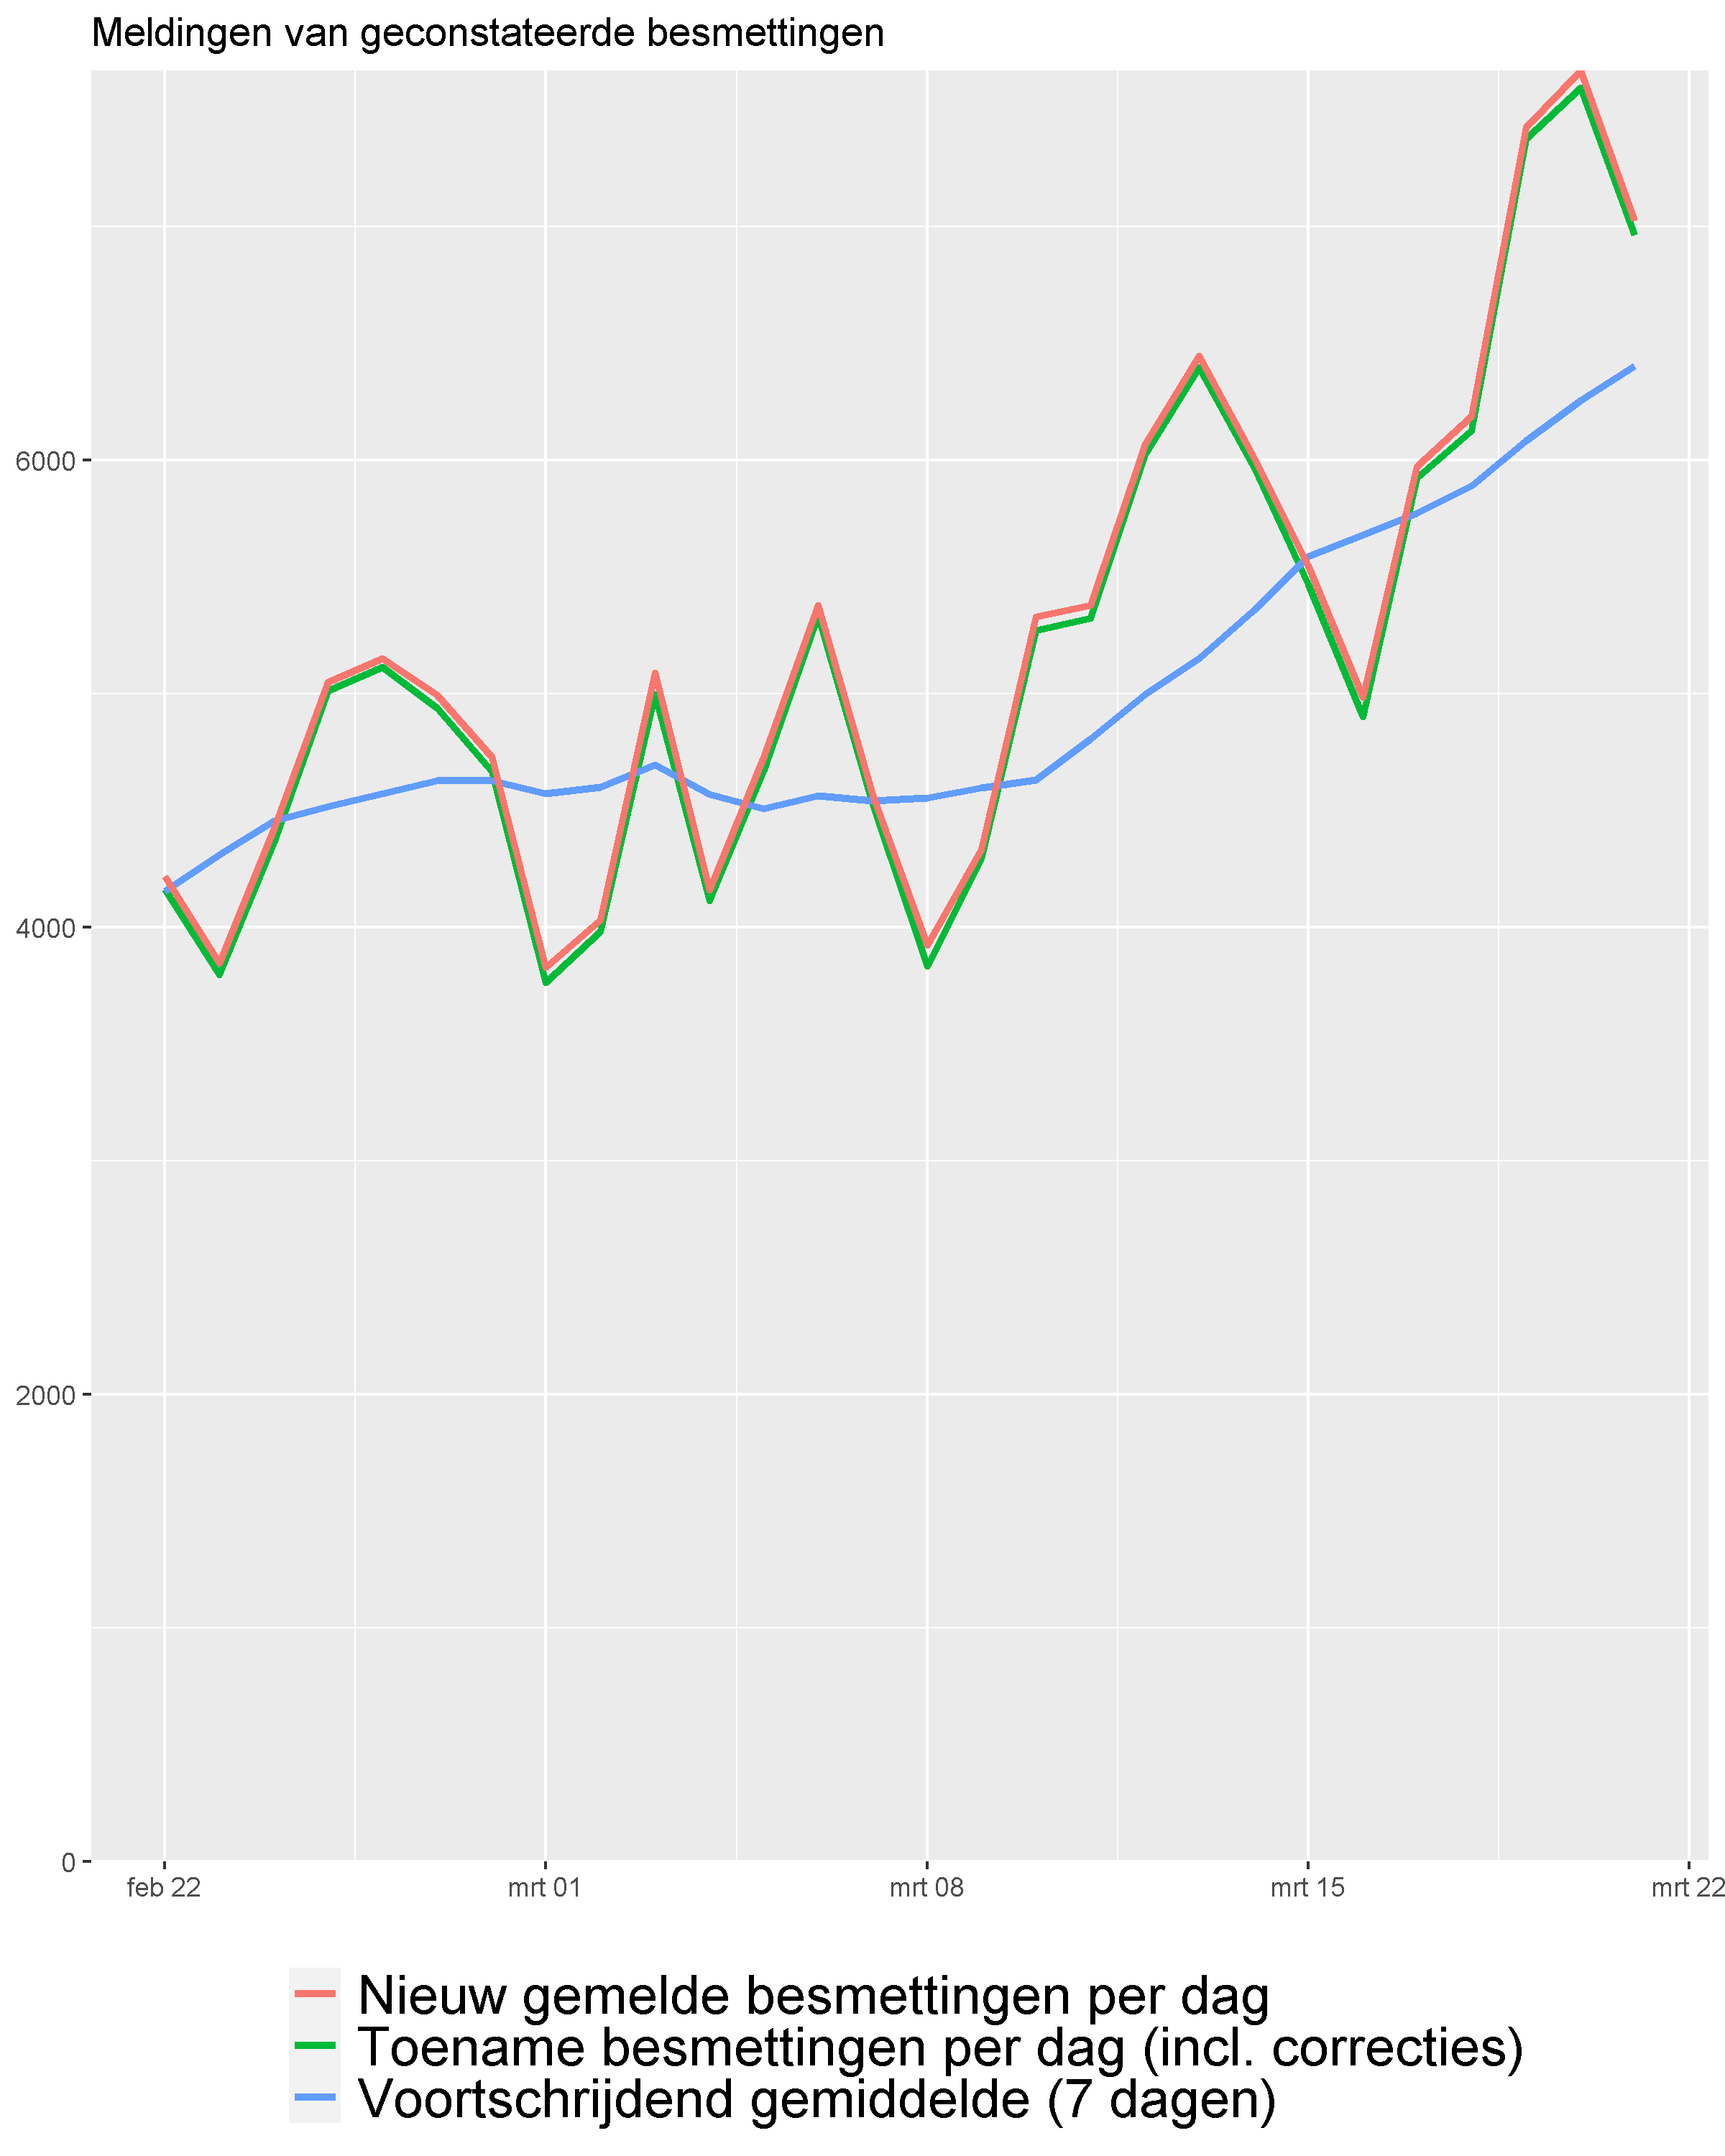 Meldingen van geconstateerde besmettingen
6000
4000
2000
0
feb 22
mrt 01
mrt 08
mrt 15
mrt 22
Nieuw gemelde besmettingen per dag
Toename besmettingen per dag (incl. correcties)
Voortschrijdend gemiddelde (7 dagen)